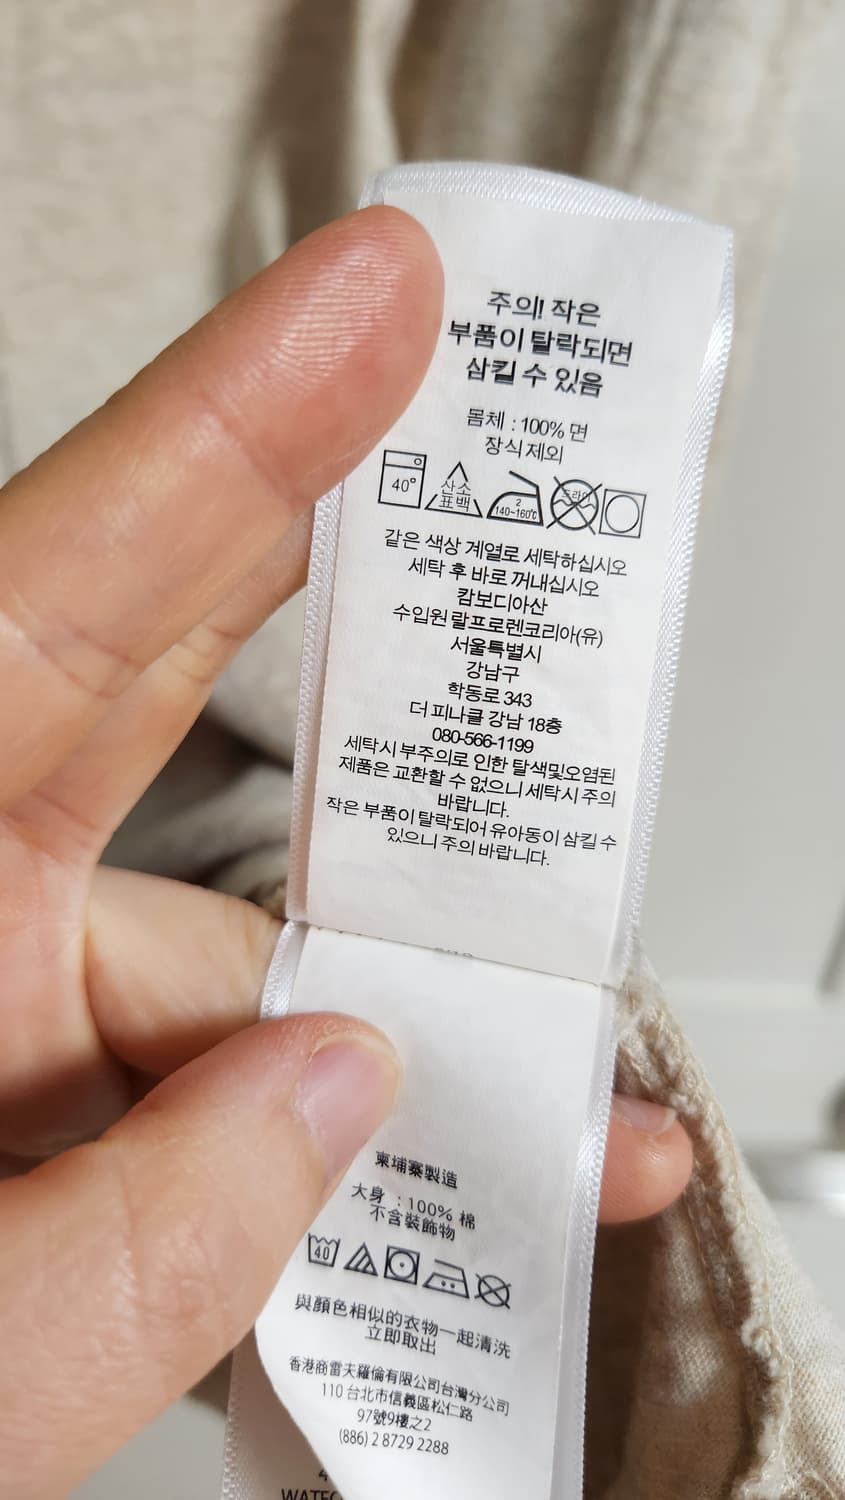 주의! 작은
부품이 탈락되면
삼킬 수 있음
몸체 : 100% 면
장식제외
40°
산소
표백
2
140~160℃
드라이
같은 색상 계열로 세탁하십시오
세탁 후 바로 꺼내십시오
캄보디아산
수입원 랄프로렌코리아(유)
서울특별시
강남구
학동로 343
더 피나클 강남 18층
080-566-1199
세탁시 부주의로 인한 탈색및오염된
제품은 교환할 수 없으니 세탁시 주의
바랍니다.
작은 부품이 탈락되어 유아동이 삼킬 수
있으니 주의 바랍니다.
柬埔寨製造
大身 : 100% 棉
不含裝飾物
40
與顏色相似的衣物一起清洗
立即取出
香港商雷夫羅倫有限公司台灣分公司
110 台北市信義區松仁路
97號9樓之2
(886) 2 8729 2288